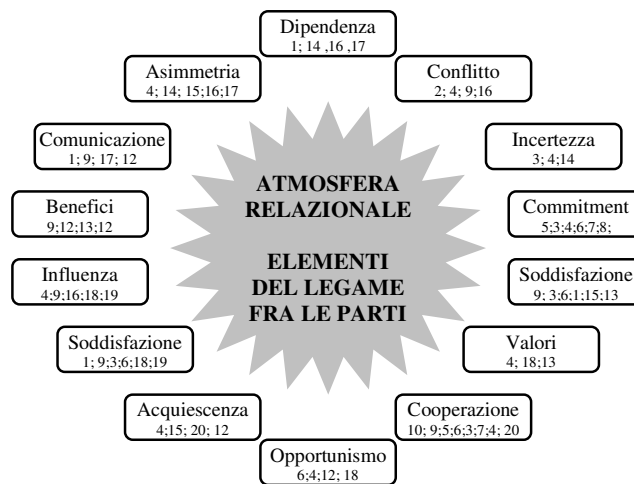 Dipendenza
1; 14 ,16 ,17
Asimmetria
4; 14; 15;16;17
Conflitto
2; 4; 9;16
Comunicazione
1; 9; 17; 12
Incertezza
3; 4;14
Benefici
9;12;13;12
Commitment
5;3;4;6;7;8;
Influenza
4;9;16;18;19
Soddisfazione
9; 3;6;1;15;13
Soddisfazione
1; 9;3;6;18;19
Valori
4; 18;13
Acquiescenza
4;15; 20; 12
Cooperazione
10; 9;5;6;3;7;4; 20
Opportunismo
6;4;12; 18
ATMOSFERA
RELAZIONALE
ELEMENTI
DEL LEGAME
FRA LE PARTI